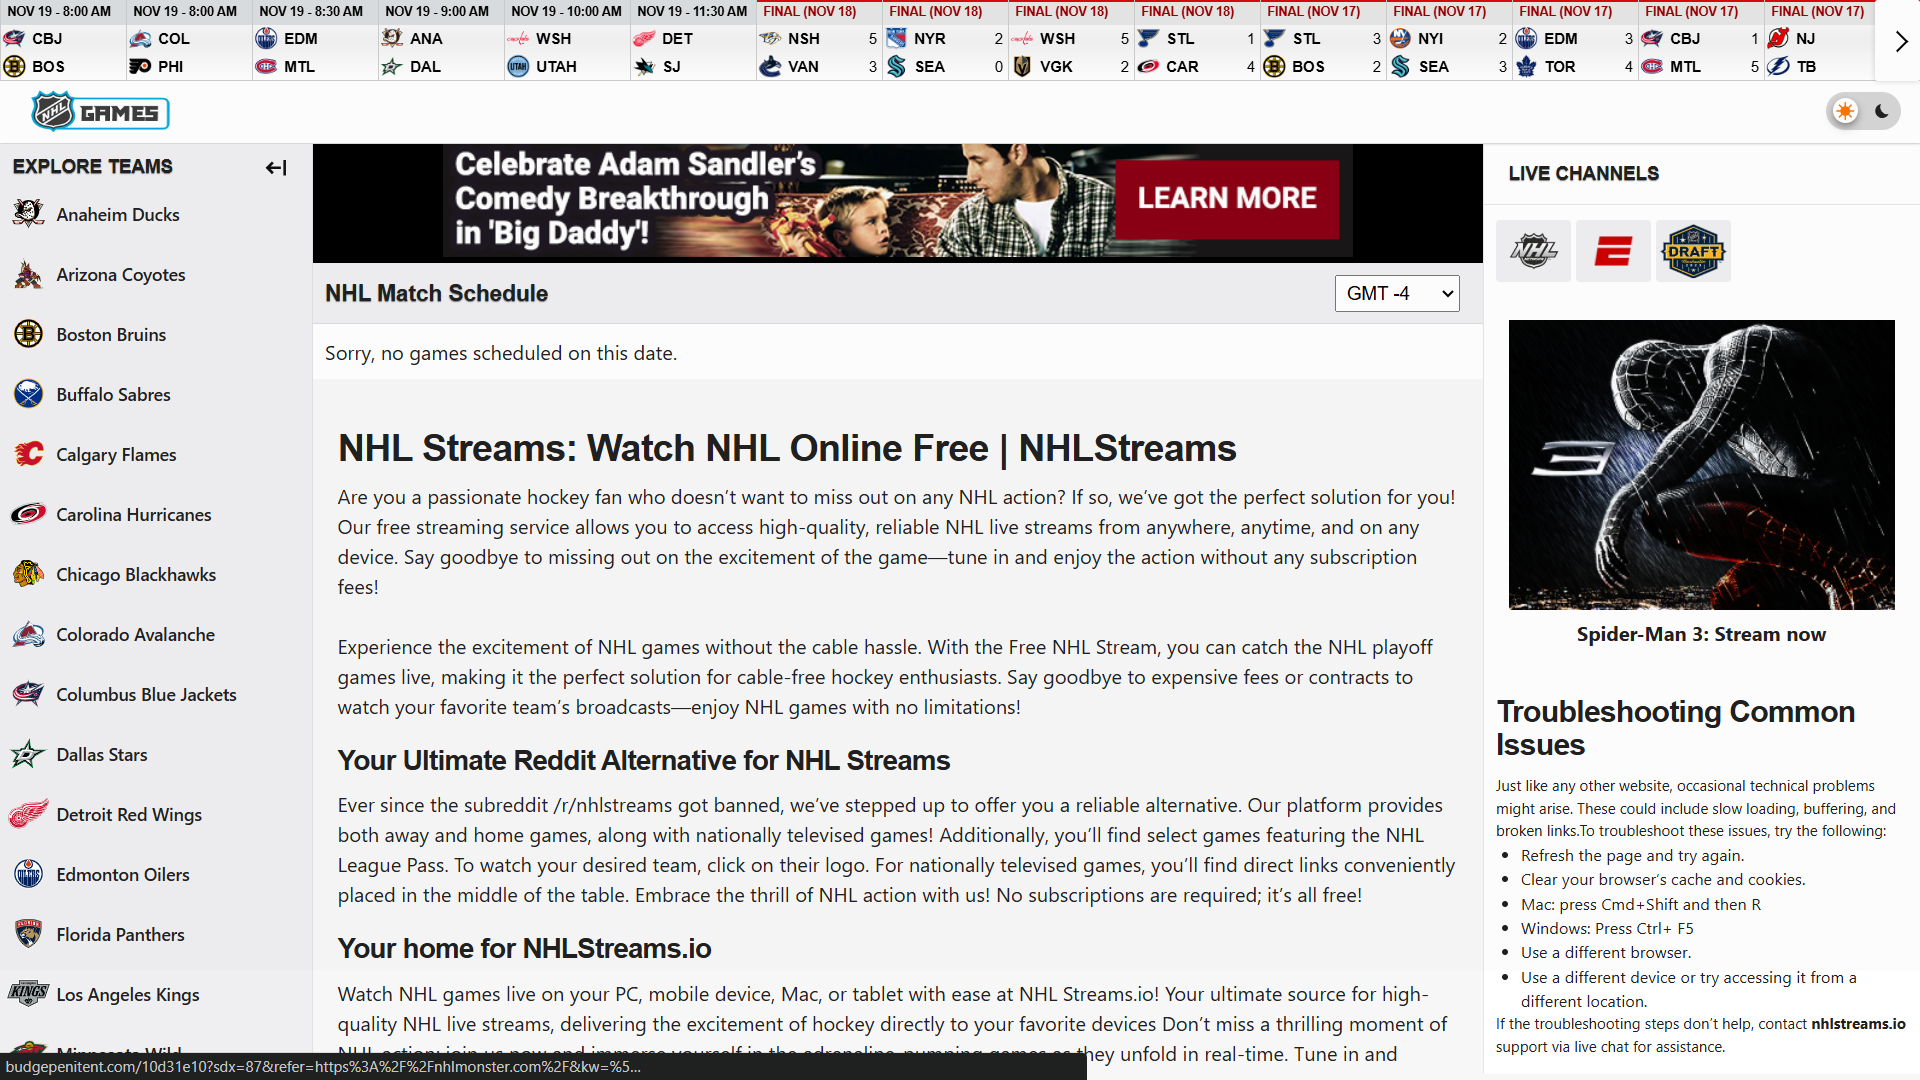 NOV 19 - 8:00 AM
CBJ
BOS
NOV 19 - 8:00 AM
COL
PHI
NOV 19 - 8:30 AM
EDM
MTL
NOV 19 - 9:00 AM
ANA
DAL
NOV 19 - 10:00 AM
WSH
UTAH
NOV 19 - 11:30 AM
DET
SJ
FINAL (NOV 18)
NSH 5
VAN 3
FINAL (NOV 18)
NYR 2
SEA 0
FINAL (NOV 18)
WSH 5
VGK 2
FINAL (NOV 18)
STL 1
CAR 4
FINAL (NOV 17)
STL 3
BOS 2
FINAL (NOV 17)
NYI 2
SEA 3
FINAL (NOV 17)
EDM 3
TOR 4
FINAL (NOV 17)
CBJ 1
MTL 5
FINAL (NOV 17)
NJ
TB
NHL GAMES
EXPLORE TEAMS
Anaheim Ducks
Arizona Coyotes
Boston Bruins
Buffalo Sabres
Calgary Flames
Carolina Hurricanes
Chicago Blackhawks
Colorado Avalanche
Columbus Blue Jackets
Dallas Stars
Detroit Red Wings
Edmonton Oilers
Florida Panthers
KINGS
Los Angeles Kings
Minnesota Wild
Celebrate Adam Sandler's
Comedy Breakthrough
in 'Big Daddy'!
LEARN MORE
NHL Match Schedule
GMT -4
Sorry, no games scheduled on this date.
NHL Streams: Watch NHL Online Free | NHLStreams
Are you a passionate hockey fan who doesn’t want to miss out on any NHL action? If so, we’ve got the perfect solution for you!
Our free streaming service allows you to access high-quality, reliable NHL live streams from anywhere, anytime, and on any
device. Say goodbye to missing out on the excitement of the game—tune in and enjoy the action without any subscription
fees!
Experience the excitement of NHL games without the cable hassle. With the Free NHL Stream, you can catch the NHL playoff
games live, making it the perfect solution for cable-free hockey enthusiasts. Say goodbye to expensive fees or contracts to
watch your favorite team’s broadcasts—enjoy NHL games with no limitations!
Your Ultimate Reddit Alternative for NHL Streams
Ever since the subreddit /r/nhlstreams got banned, we’ve stepped up to offer you a reliable alternative. Our platform provides
both away and home games, along with nationally televised games! Additionally, you’ll find select games featuring the NHL
League Pass. To watch your desired team, click on their logo. For nationally televised games, you’ll find direct links conveniently
placed in the middle of the table. Embrace the thrill of NHL action with us! No subscriptions are required; it’s all free!
Your home for NHLStreams.io
Watch NHL games live on your PC, mobile device, Mac, or tablet with ease at NHL Streams.io! Your ultimate source for high-
quality NHL live streams, delivering the excitement of hockey directly to your favorite devices Don’t miss a thrilling moment of
NHL action; join us now and immerse yourself in the adrenaline-pumping games as they unfold in real-time. Tune in and
LIVE CHANNELS
NHL
E
DRAFT
3
Spider-Man 3: Stream now
Troubleshooting Common
Issues
Just like any other website, occasional technical problems
might arise. These could include slow loading, buffering, and
broken links.To troubleshoot these issues, try the following:
Refresh the page and try again.
Clear your browser’s cache and cookies.
Mac: press Cmd+Shift and then R
Windows: Press Ctrl+ F5
Use a different browser.
Use a different device or try accessing it from a
different location.
If the troubleshooting steps don’t help, contact nhlstreams.io
support via live chat for assistance.
budgepenitent.com/10d31e10?sdx=87&refer=https%3A%2F%2Fnhlmonster.com%2F&kw=%5...